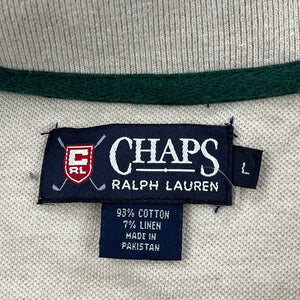 C
RL
CHAPS
RALPH LAUREN
L
93% COTTON
7% LINEN
MADE IN
PAKISTAN